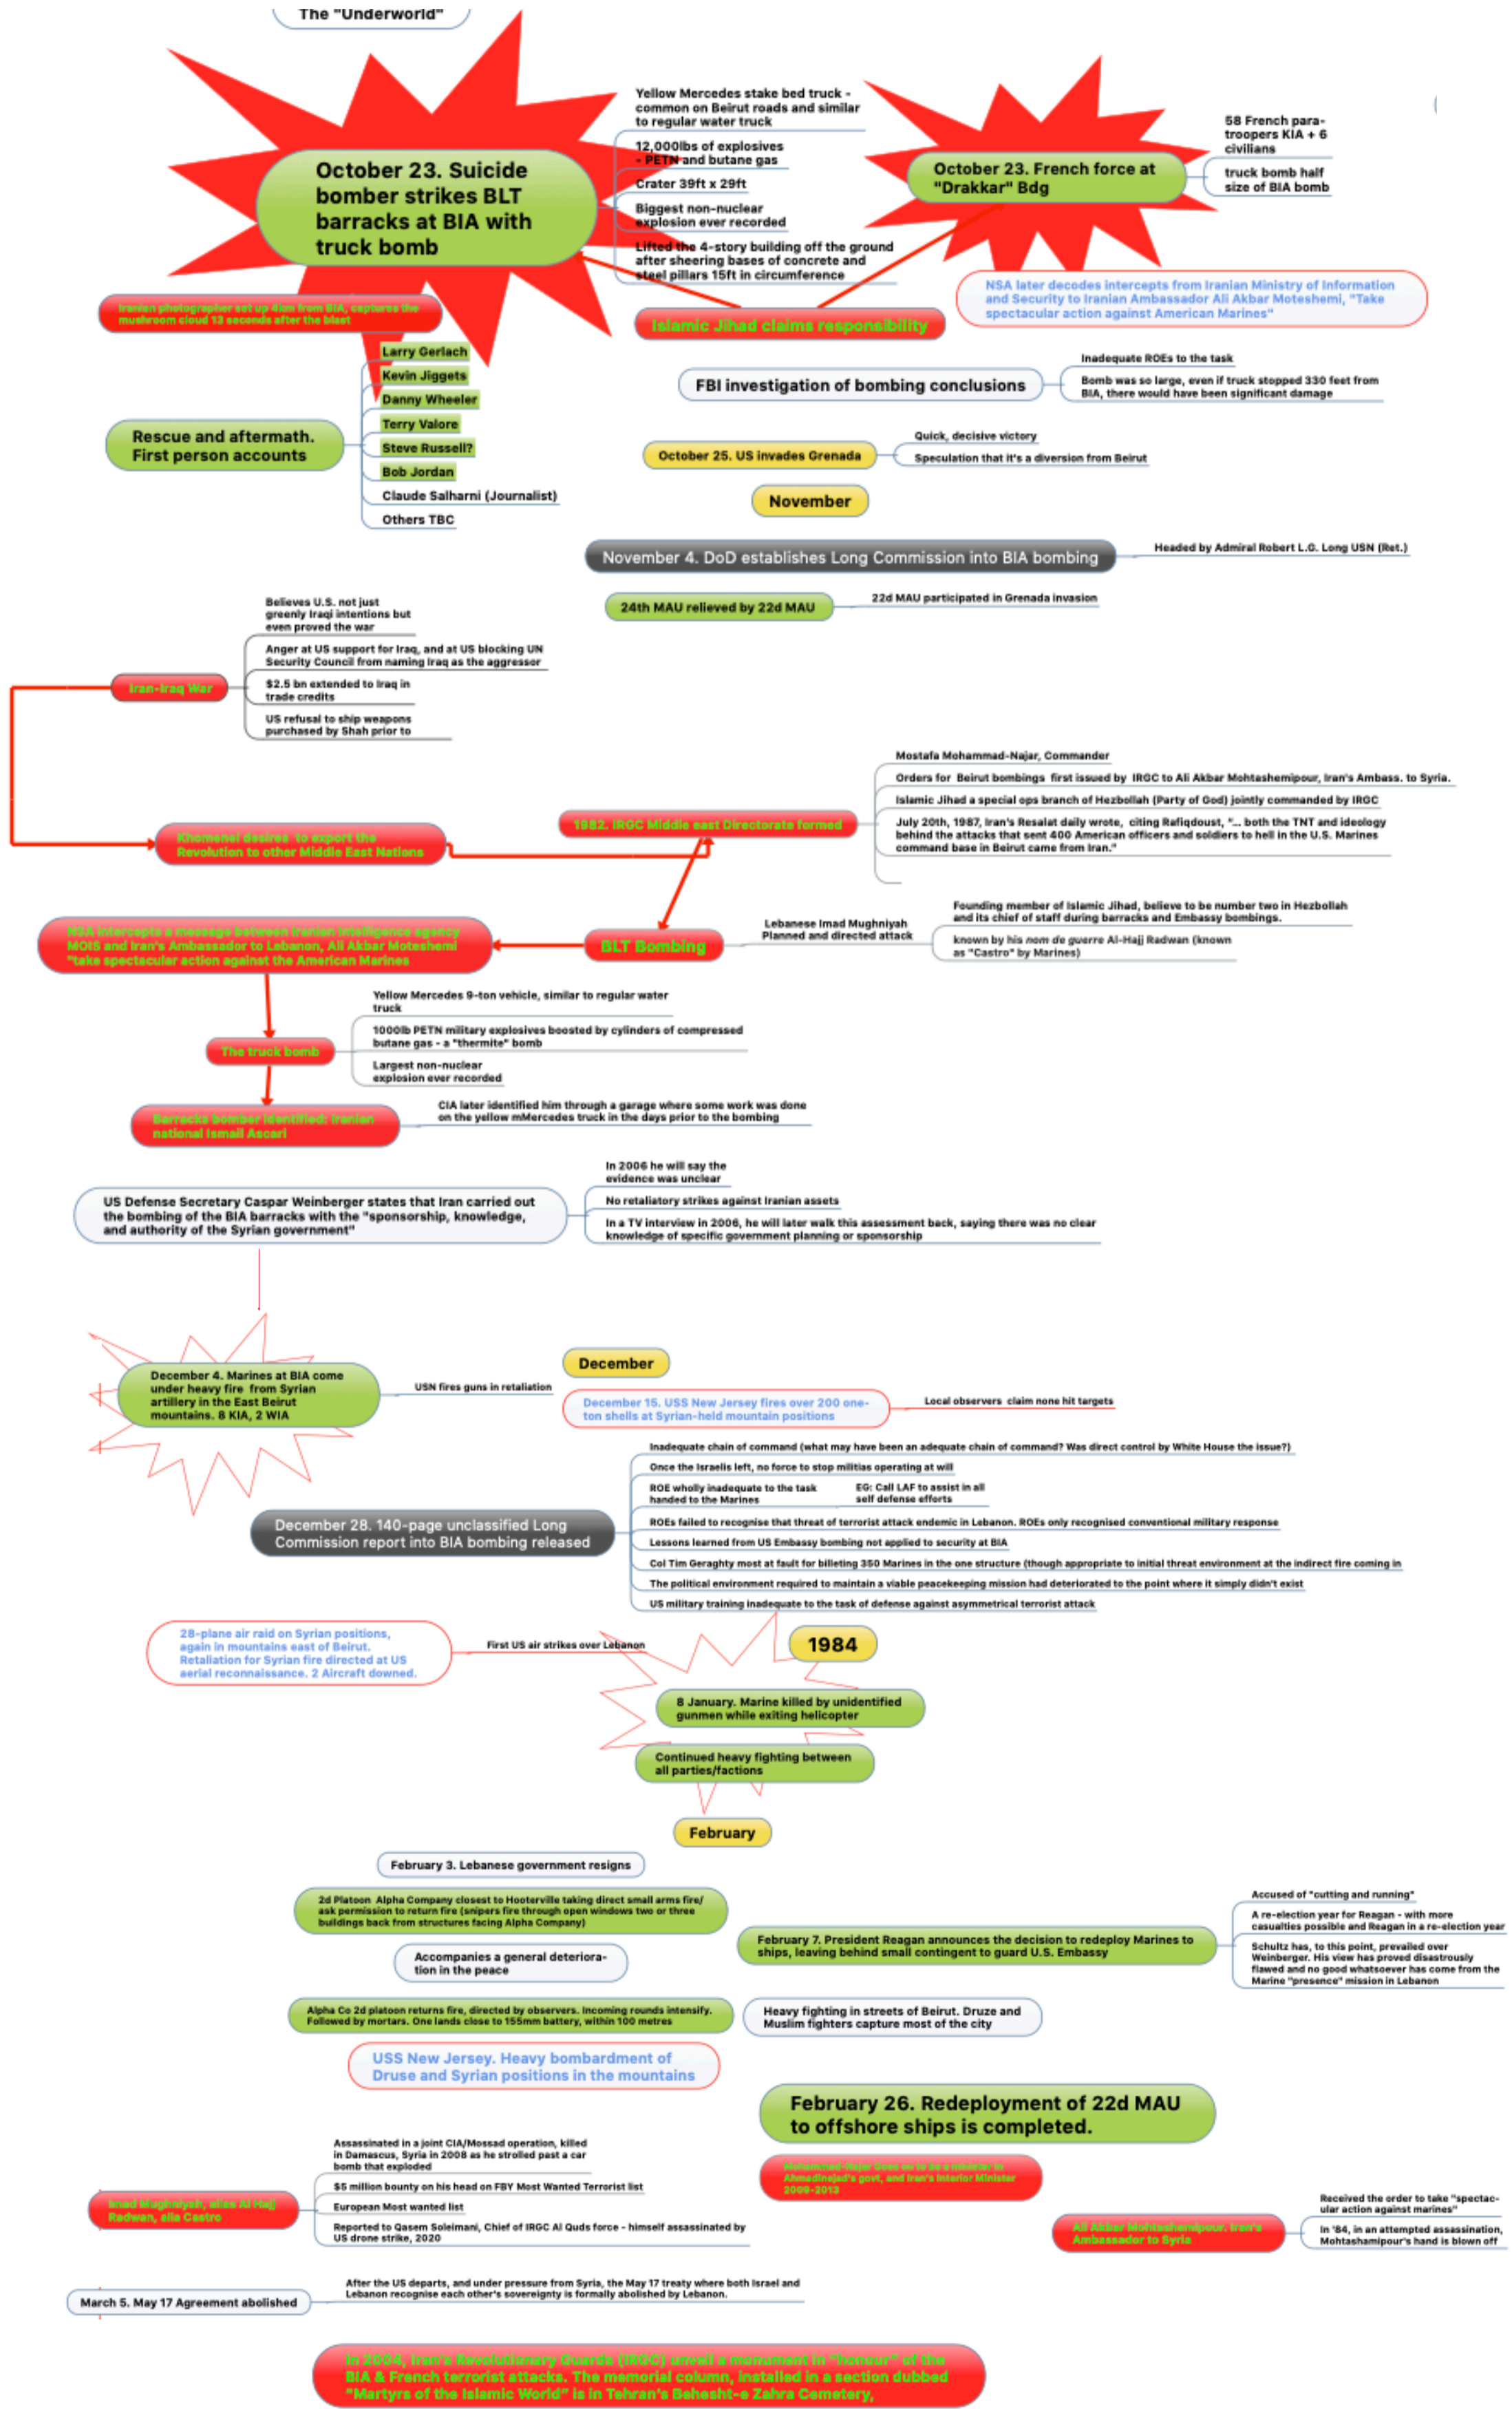 The "Underworld"
October 23. Suicide
bomber strikes BLT
barracks at BIA with
truck bomb
Yellow Mercedes stake bed truck -
common on Beirut roads and similar
to regular water truck
12,000lbs of explosives
- PETN and butane gas
Crater 39ft x 29ft
Biggest non-nuclear
explosion ever recorded
Lifted the 4-story building off the ground
after sheering bases of concrete and
steel pillars 15ft in circumference
October 23. French force at
"Drakkar" Bdg
58 French para-
troopers KIA + 6
civilians
truck bomb half
size of BIA bomb
Iranian photographer set up 4km from BIA, captures the
mushroom cloud 13 seconds after the blast
Islamic Jihad claims responsibility
NSA later decodes intercepts from Iranian Ministry of Information
and Security to Iranian Ambassador Ali Akbar Moteshemi, "Take
spectacular action against American Marines"
Rescue and aftermath.
First person accounts
Larry Gerlach
Kevin Jiggets
Danny Wheeler
Terry Valore
Steve Russell?
Bob Jordan
Claude Salharni (Journalist)
Others TBC
FBI investigation of bombing conclusions
Inadequate ROEs to the task
Bomb was so large, even if truck stopped 330 feet from
BIA, there would have been significant damage
October 25. US invades Grenada
Quick, decisive victory
Speculation that it's a diversion from Beirut
November
November 4. DoD establishes Long Commission into BIA bombing
Headed by Admiral Robert L.G. Long USN (Ret.)
24th MAU relieved by 22d MAU
22d MAU participated in Grenada invasion
Iran-Iraq War
Believes U.S. not just
greenly Iraqi intentions but
even proved the war
Anger at US support for Iraq, and at US blocking UN
Security Council from naming Iraq as the aggressor
$2.5 bn extended to Iraq in
trade credits
US refusal to ship weapons
purchased by Shah prior to
Khomenei desires to export the
Revolution to other Middle East Nations
1982. IRGC Middle east Directorate formed
Mostafa Mohammad-Najar, Commander
Orders for Beirut bombings first issued by IRGC to Ali Akbar Mohtashemipour, Iran's Ambass. to Syria.
Islamic Jihad a special ops branch of Hezbollah (Party of God) jointly commanded by IRGC
July 20th, 1987, Iran's Resalat daily wrote, citing Rafiqdoust, "... both the TNT and ideology
behind the attacks that sent 400 American officers and soldiers to hell in the U.S. Marines
command base in Beirut came from Iran."
NSA intercepts a message between Iranian intelligence agency
MOIS and Iran's Ambassador to Lebanon, Ali Akbar Moteshemi
"take spectacular action against the American Marines
BLT Bombing
Lebanese Imad Mughniyah
Planned and directed attack
Founding member of Islamic Jihad, believe to be number two in Hezbollah
and its chief of staff during barracks and Embassy bombings.
known by his nom de guerre Al-Hajj Radwan (known
as "Castro" by Marines)
The truck bomb
Yellow Mercedes 9-ton vehicle, similar to regular water
truck
1000lb PETN military explosives boosted by cylinders of compressed
butane gas - a "thermite" bomb
Largest non-nuclear
explosion ever recorded
Barracks bomber identified: Iranian
national Ismail Ascari
CIA later identified him through a garage where some work was done
on the yellow mMercedes truck in the days prior to the bombing
US Defense Secretary Caspar Weinberger states that Iran carried out
the bombing of the BIA barracks with the "sponsorship, knowledge,
and authority of the Syrian government"
In 2006 he will say the
evidence was unclear
No retaliatory strikes against Iranian assets
In a TV interview in 2006, he will later walk this assessment back, saying there was no clear
knowledge of specific government planning or sponsorship
December 4. Marines at BIA come
under heavy fire from Syrian
artillery in the East Beirut
mountains. 8 KIA, 2 WIA
USN fires guns in retaliation
December
December 15. USS New Jersey fires over 200 one-
ton shells at Syrian-held mountain positions
Local observers claim none hit targets
December 28. 140-page unclassified Long
Commission report into BIA bombing released
Inadequate chain of command (what may have been an adequate chain of command? Was direct control by White House the issue?)
Once the Israelis left, no force to stop militias operating at will
ROE wholly inadequate to the task
handed to the Marines
EG: Call LAF to assist in all
self defense efforts
ROEs failed to recognise that threat of terrorist attack endemic in Lebanon. ROEs only recognised conventional military response
Lessons learned from US Embassy bombing not applied to security at BIA
Col Tim Geraghty most at fault for billeting 350 Marines in the one structure (though appropriate to initial threat environment at the indirect fire coming in
The political environment required to maintain a viable peacekeeping mission had deteriorated to the point where it simply didn't exist
US military training inadequate to the task of defense against asymmetrical terrorist attack
28-plane air raid on Syrian positions,
again in mountains east of Beirut.
Retaliation for Syrian fire directed at US
aerial reconnaissance. 2 Aircraft downed.
First US air strikes over Lebanon
1984
8 January. Marine killed by unidentified
gunmen while exiting helicopter
Continued heavy fighting between
all parties/factions
February
February 3. Lebanese government resigns
2d Platoon Alpha Company closest to Hooterville taking direct small arms fire/
ask permission to return fire (snipers fire through open windows two or three
buildings back from structures facing Alpha Company)
February 7. President Reagan announces the decision to redeploy Marines to
ships, leaving behind small contingent to guard U.S. Embassy
Accused of "cutting and running"
A re-election year for Reagan - with more
casualties possible and Reagan in a re-election year
Schultz has, to this point, prevailed over
Weinberger. His view has proved disastrously
flawed and no good whatsoever has come from the
Marine "presence" mission in Lebanon
Accompanies a general deteriora-
tion in the peace
Alpha Co 2d platoon returns fire, directed by observers. Incoming rounds intensify.
Followed by mortars. One lands close to 155mm battery, within 100 metres
Heavy fighting in streets of Beirut. Druze and
Muslim fighters capture most of the city
USS New Jersey. Heavy bombardment of
Druse and Syrian positions in the mountains
February 26. Redeployment of 22d MAU
to offshore ships is completed.
Mohammad-Najar Goes on to be a minister in
Ahmadinejad's govt, and Iran's Interior Minister
2009-2013
Imad Mughniyah, alias Al Hajj
Radwan, alia Castro
Assassinated in a joint CIA/Mossad operation, killed
in Damascus, Syria in 2008 as he strolled past a car
bomb that exploded
$5 million bounty on his head on FBY Most Wanted Terrorist list
European Most wanted list
Reported to Qasem Soleimani, Chief of IRGC Al Quds force - himself assassinated by
US drone strike, 2020
Ali Akbar Mohtashemipour. Iran's
Ambassador to Syria
Received the order to take "spectac-
ular action against marines"
In '84, in an attempted assassination,
Mohtashamipour's hand is blown off
March 5. May 17 Agreement abolished
After the US departs, and under pressure from Syria, the May 17 treaty where both Israel and
Lebanon recognise each other's sovereignty is formally abolished by Lebanon.
In 2004, Iran's Revolutionary Guards (IRGC) unveil a monument in "honour" of the
BIA & French terrorist attacks. The memorial column, installed in a section dubbed
"Martyrs of the Islamic World" is in Tehran's Behesht-e Zahra Cemetery,